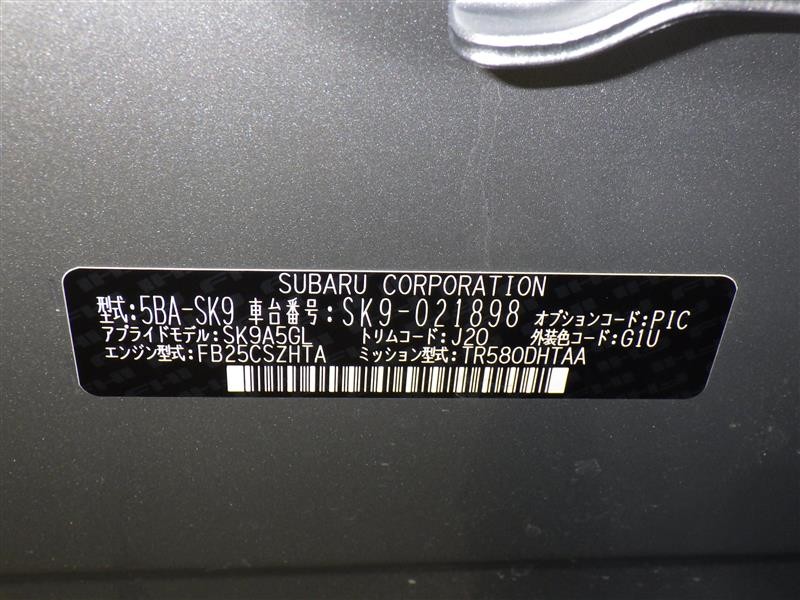 SUBARU CORPORATION
型式:5BA-SK9 車台番号:SK9-021898 オプションコード:PIC
アプライドモデル:SK9A5GL トリムコード:J20 外装色コード:G1U
エンジン型式:FB25CSZHTA ミッション型式:TR580DHTAA